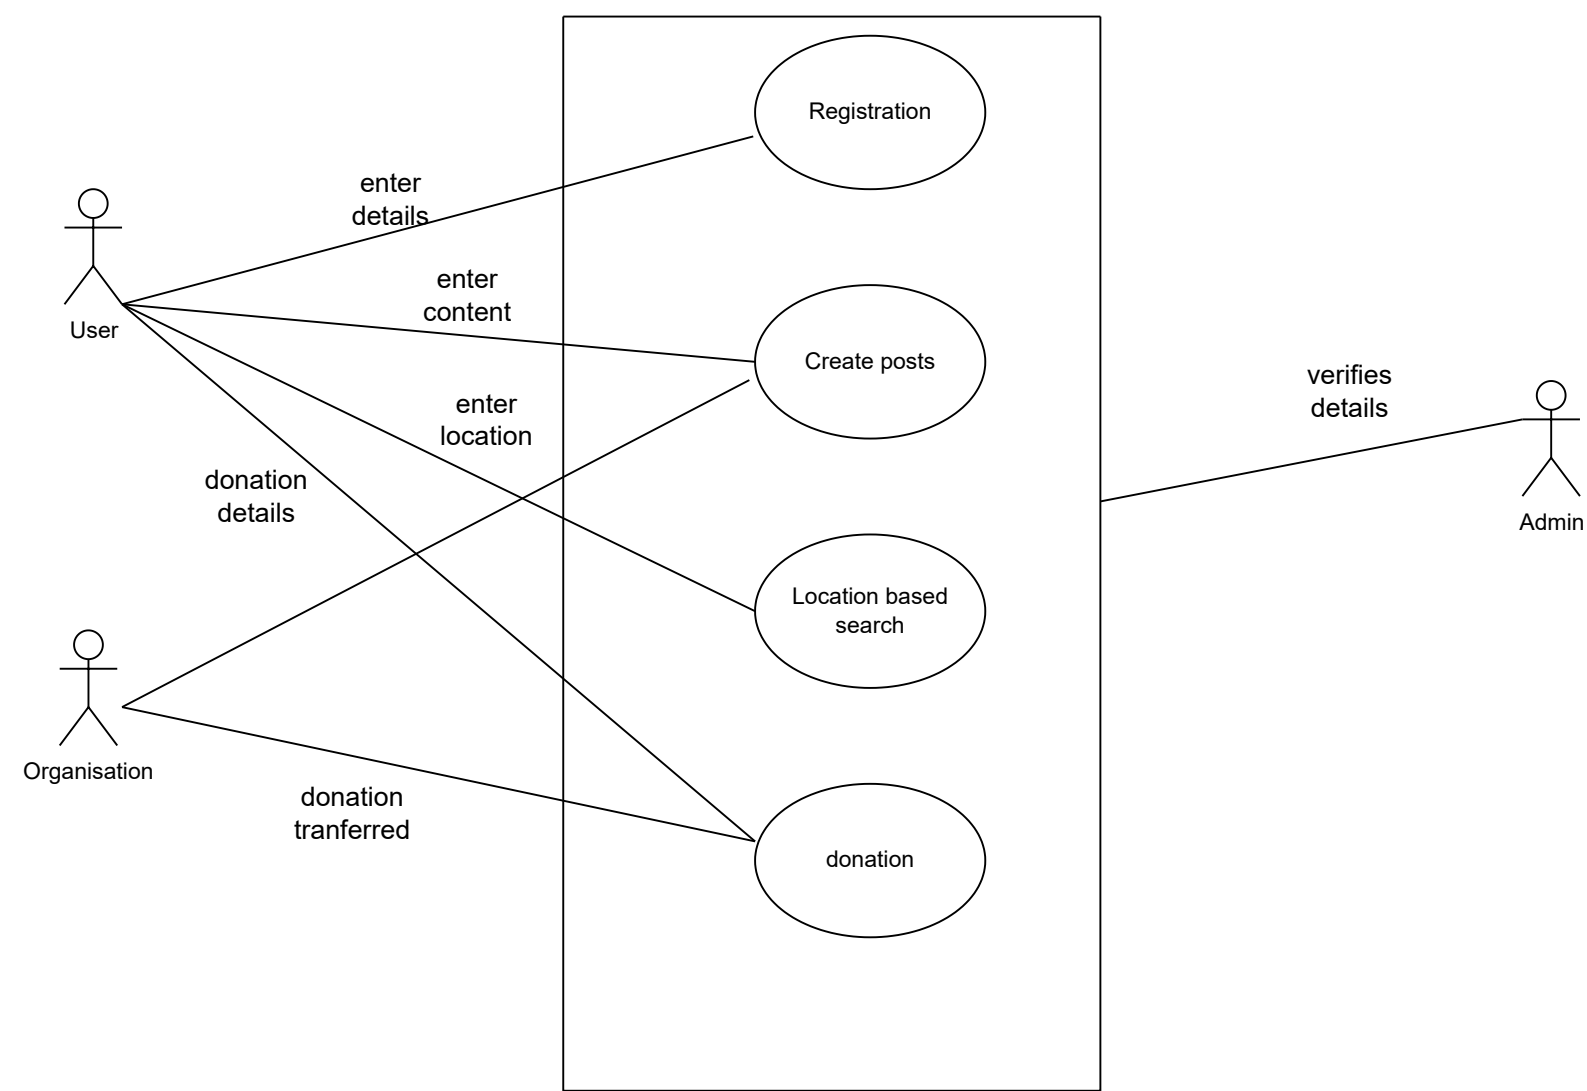 Registration
enter
details
User
enter
content
Create posts
verifies
details
enter
location
donation
details
Admin
Location based
search
Organisation
donation
tranferred
donation